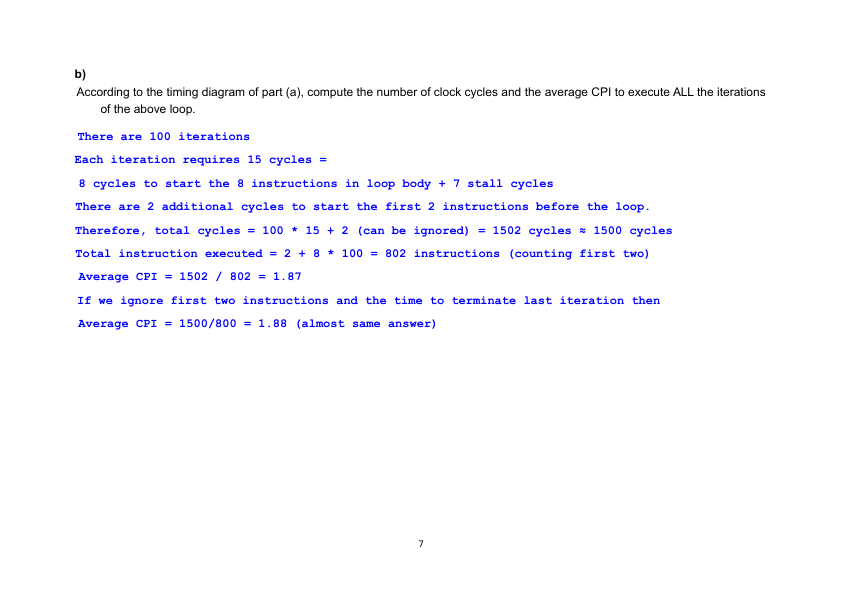 b)
According to the timing diagram of part (a), compute the number of clock cycles and the average CPI to execute ALL the iterations
of the above loop.
There are 100 iterations
Each iteration requires 15 cycles =
8 cycles to start the 8 instructions in loop body + 7 stall cycles
There are 2 additional cycles to start the first 2 instructions before the loop.
Therefore, total cycles = 100 * 15 + 2 (can be ignored) = 1502 cycles ≈ 1500 cycles
Total instruction executed = 2 + 8 * 100 = 802 instructions (counting first two)
Average CPI = 1502 / 802 = 1.87
If we ignore first two instructions and the time to terminate last iteration then
Average CPI = 1500/800 = 1.88 (almost same answer)
7